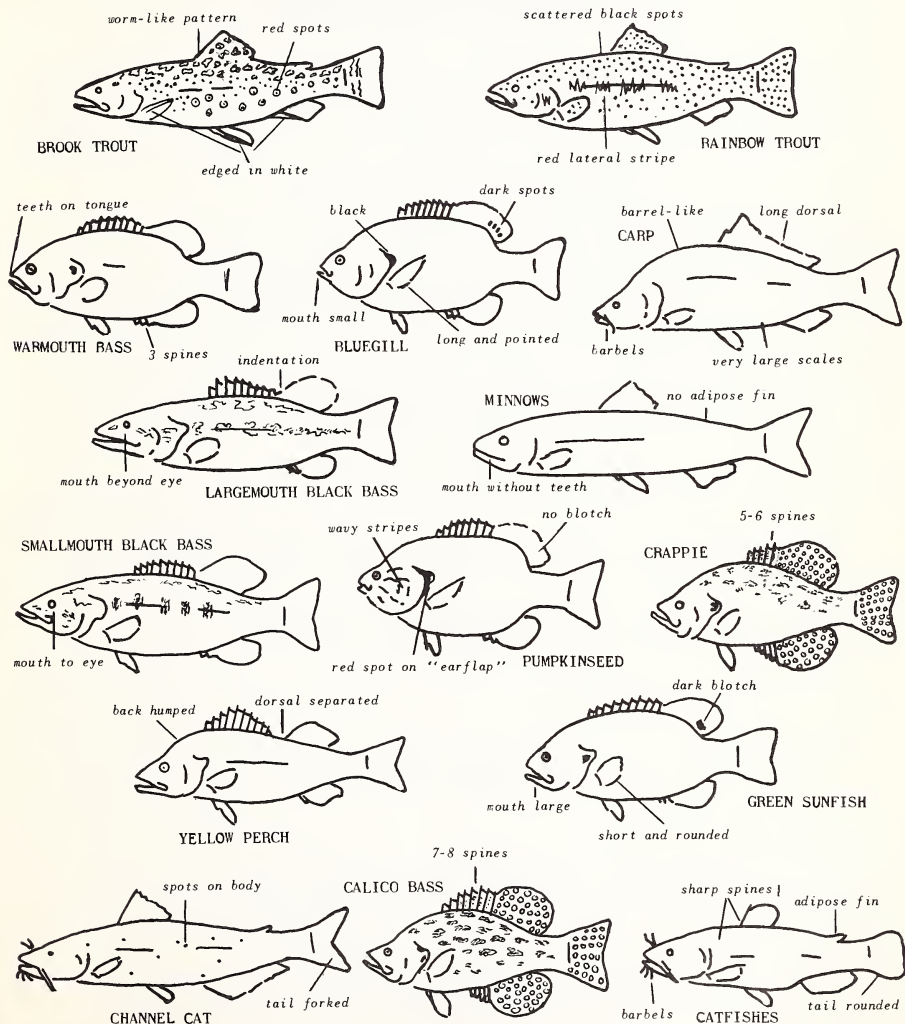 worm-like pattern
red spots
BROOK TROUT
edged in white
scattered black spots
W
red lateral stripe
RAINBOW TROUT
teeth on tongue
WARMOUTH BASS
3 spines
black
dark spots
mouth small
BLUEGILL
long and pointed
barrel-like
long dorsal
CARP
barbels
very large scales
indentation
mouth beyond eye
LARGEMOUTH BLACK BASS
MINNOWS
no adipose fin
mouth without teeth
SMALLMOUTH BLACK BASS
mouth to eye
wavy stripes
no blotch
red spot on "earflap"
PUMPKINSEED
5-6 spines
CRAPPIE
back humped
dorsal separated
YELLOW PERCH
dark blotch
mouth large
GREEN SUNFISH
short and rounded
spots on body
tail forked
CHANNEL CAT
7-8 spines
CALICO BASS
sharp spines
adipose fin
barbels
CATFISHES
tail rounded